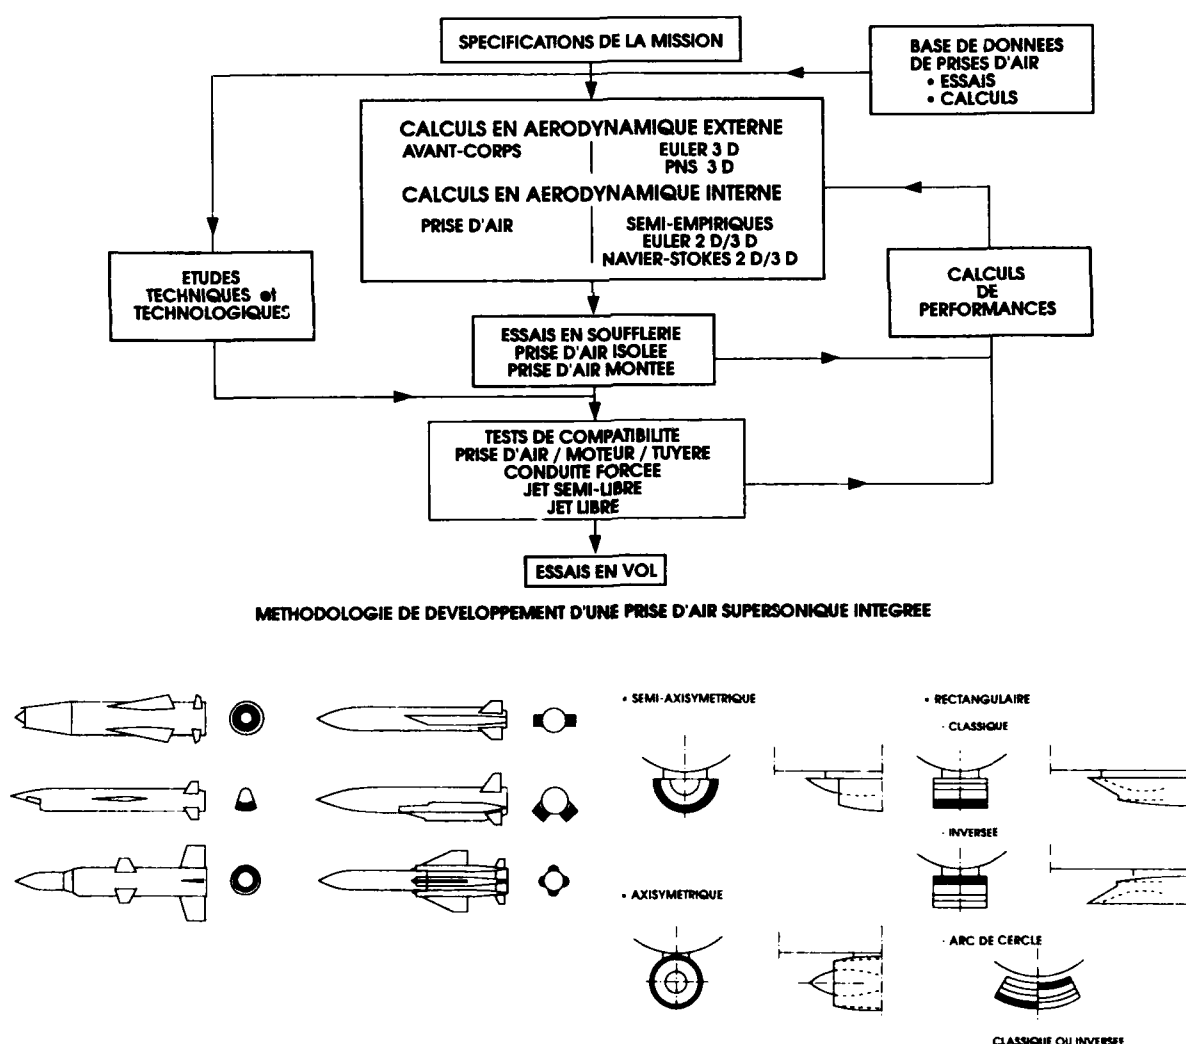 SPECIFICATIONS DE LA MISSION
BASE DE DONNEES
DE PRISES D'AIR
• ESSAIS
• CALCULS
CALCULS EN AERODYNAMIQUE EXTERNE
AVANT-CORPS
EULER 3 D
PNS 3 D
CALCULS EN AERODYNAMIQUE INTERNE
PRISE D'AIR
SEMI-EMPIRIQUES
EULER 2 D/3 D
NAVIER-STOKES 2 D/3 D
ETUDES
TECHNIQUES et
TECHNOLOGIQUES
CALCULS
DE
PERFORMANCES
ESSAIS EN SOUFFLERIE
PRISE D'AIR ISOLEE
PRISE D'AIR MONTEE
TESTS DE COMPATIBILITE
PRISE D'AIR / MOTEUR / TUYERE
CONDUITE FORCEE
JET SEMI-LIBRE
JET LIBRE
ESSAIS EN VOL
METHODOLOGIE DE DEVELOPPEMENT D'UNE PRISE D'AIR SUPERSONIQUE INTEGREE
• SEMI-AXISYMETRIQUE
• RECTANGULAIRE
· CLASSIQUE
· INVERSEE
• AXISYMETRIQUE
· ARC DE CERCLE
CLASSIQUE OU INVERSEE